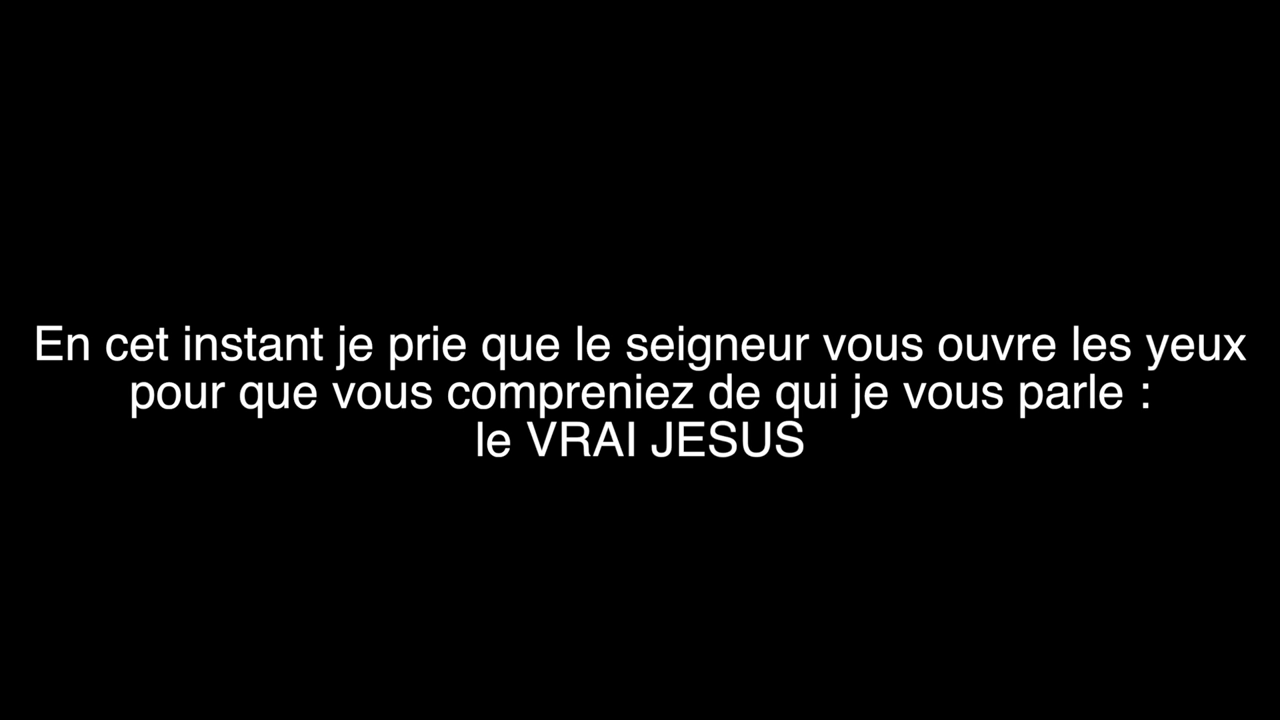 En cet instant je prie que le seigneur vous ouvre les yeux
pour que vous compreniez de qui je vous parle :
le VRAI JESUS